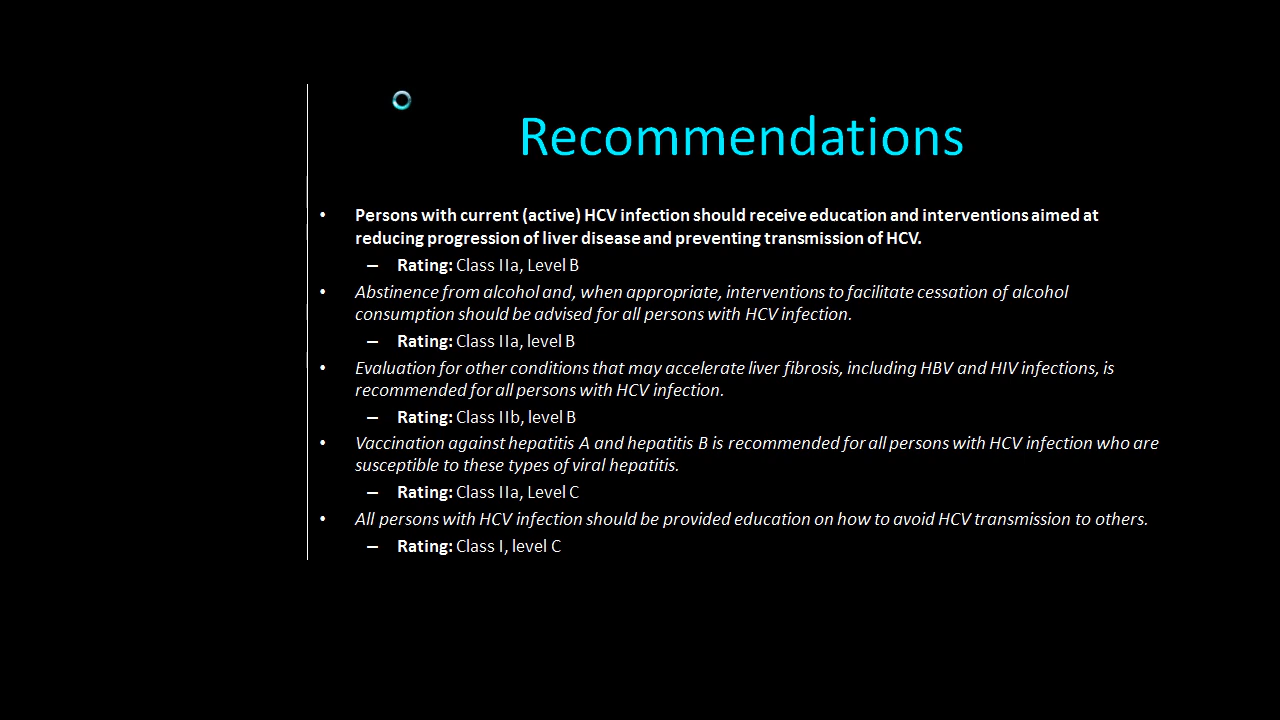 Recommendations
• Persons with current (active) HCV infection should receive education and interventions aimed at
reducing progression of liver disease and preventing transmission of HCV.
– Rating: Class IIa, Level B
• Abstinence from alcohol and, when appropriate, interventions to facilitate cessation of alcohol
consumption should be advised for all persons with HCV infection.
– Rating: Class IIa, level B
• Evaluation for other conditions that may accelerate liver fibrosis, including HBV and HIV infections, is
recommended for all persons with HCV infection.
– Rating: Class IIb, level B
• Vaccination against hepatitis A and hepatitis B is recommended for all persons with HCV infection who are
susceptible to these types of viral hepatitis.
– Rating: Class IIa, Level C
• All persons with HCV infection should be provided education on how to avoid HCV transmission to others.
– Rating: Class I, level C